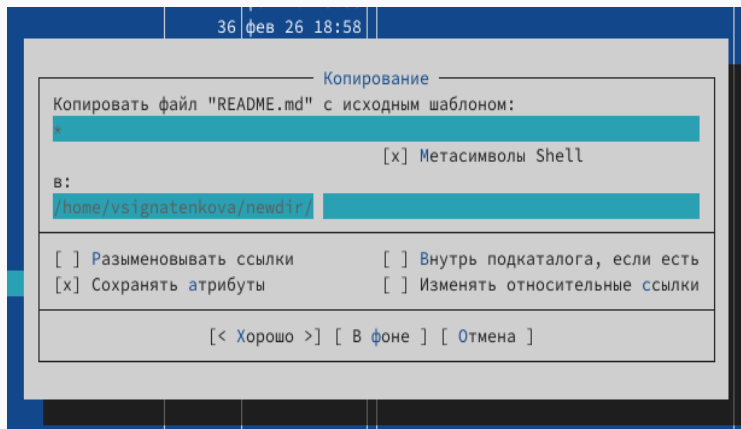 36 фев 26 18:58
Копирование
Копировать файл "README.md" с исходным шаблоном:
*
[x] Метасимволы Shell
в:
/home/vsignatenkova/newdir/
[ ] Разыменовывать ссылки [ ] Внутрь подкаталога, если есть
[x] Сохранять атрибуты [ ] Изменять относительные ссылки
[< Хорошо >] [ В фоне ] [ Отмена ]